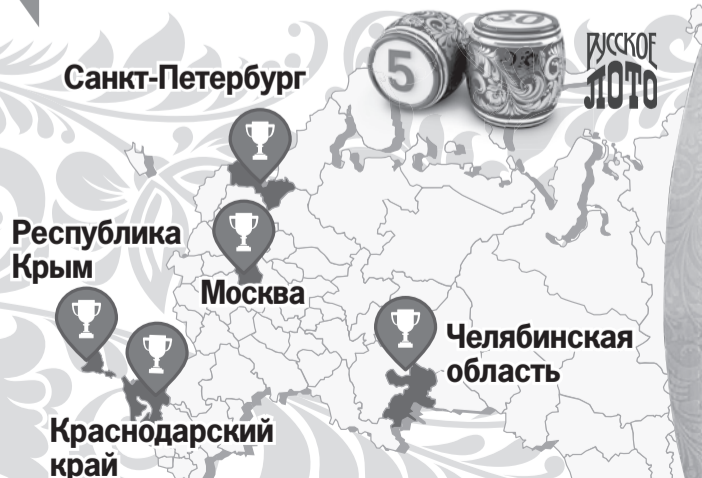 5
30
РУССКОЕ
ЛОТО
Санкт-Петербург
Республика
Крым
Москва
Челябинская
область
Краснодарский
край